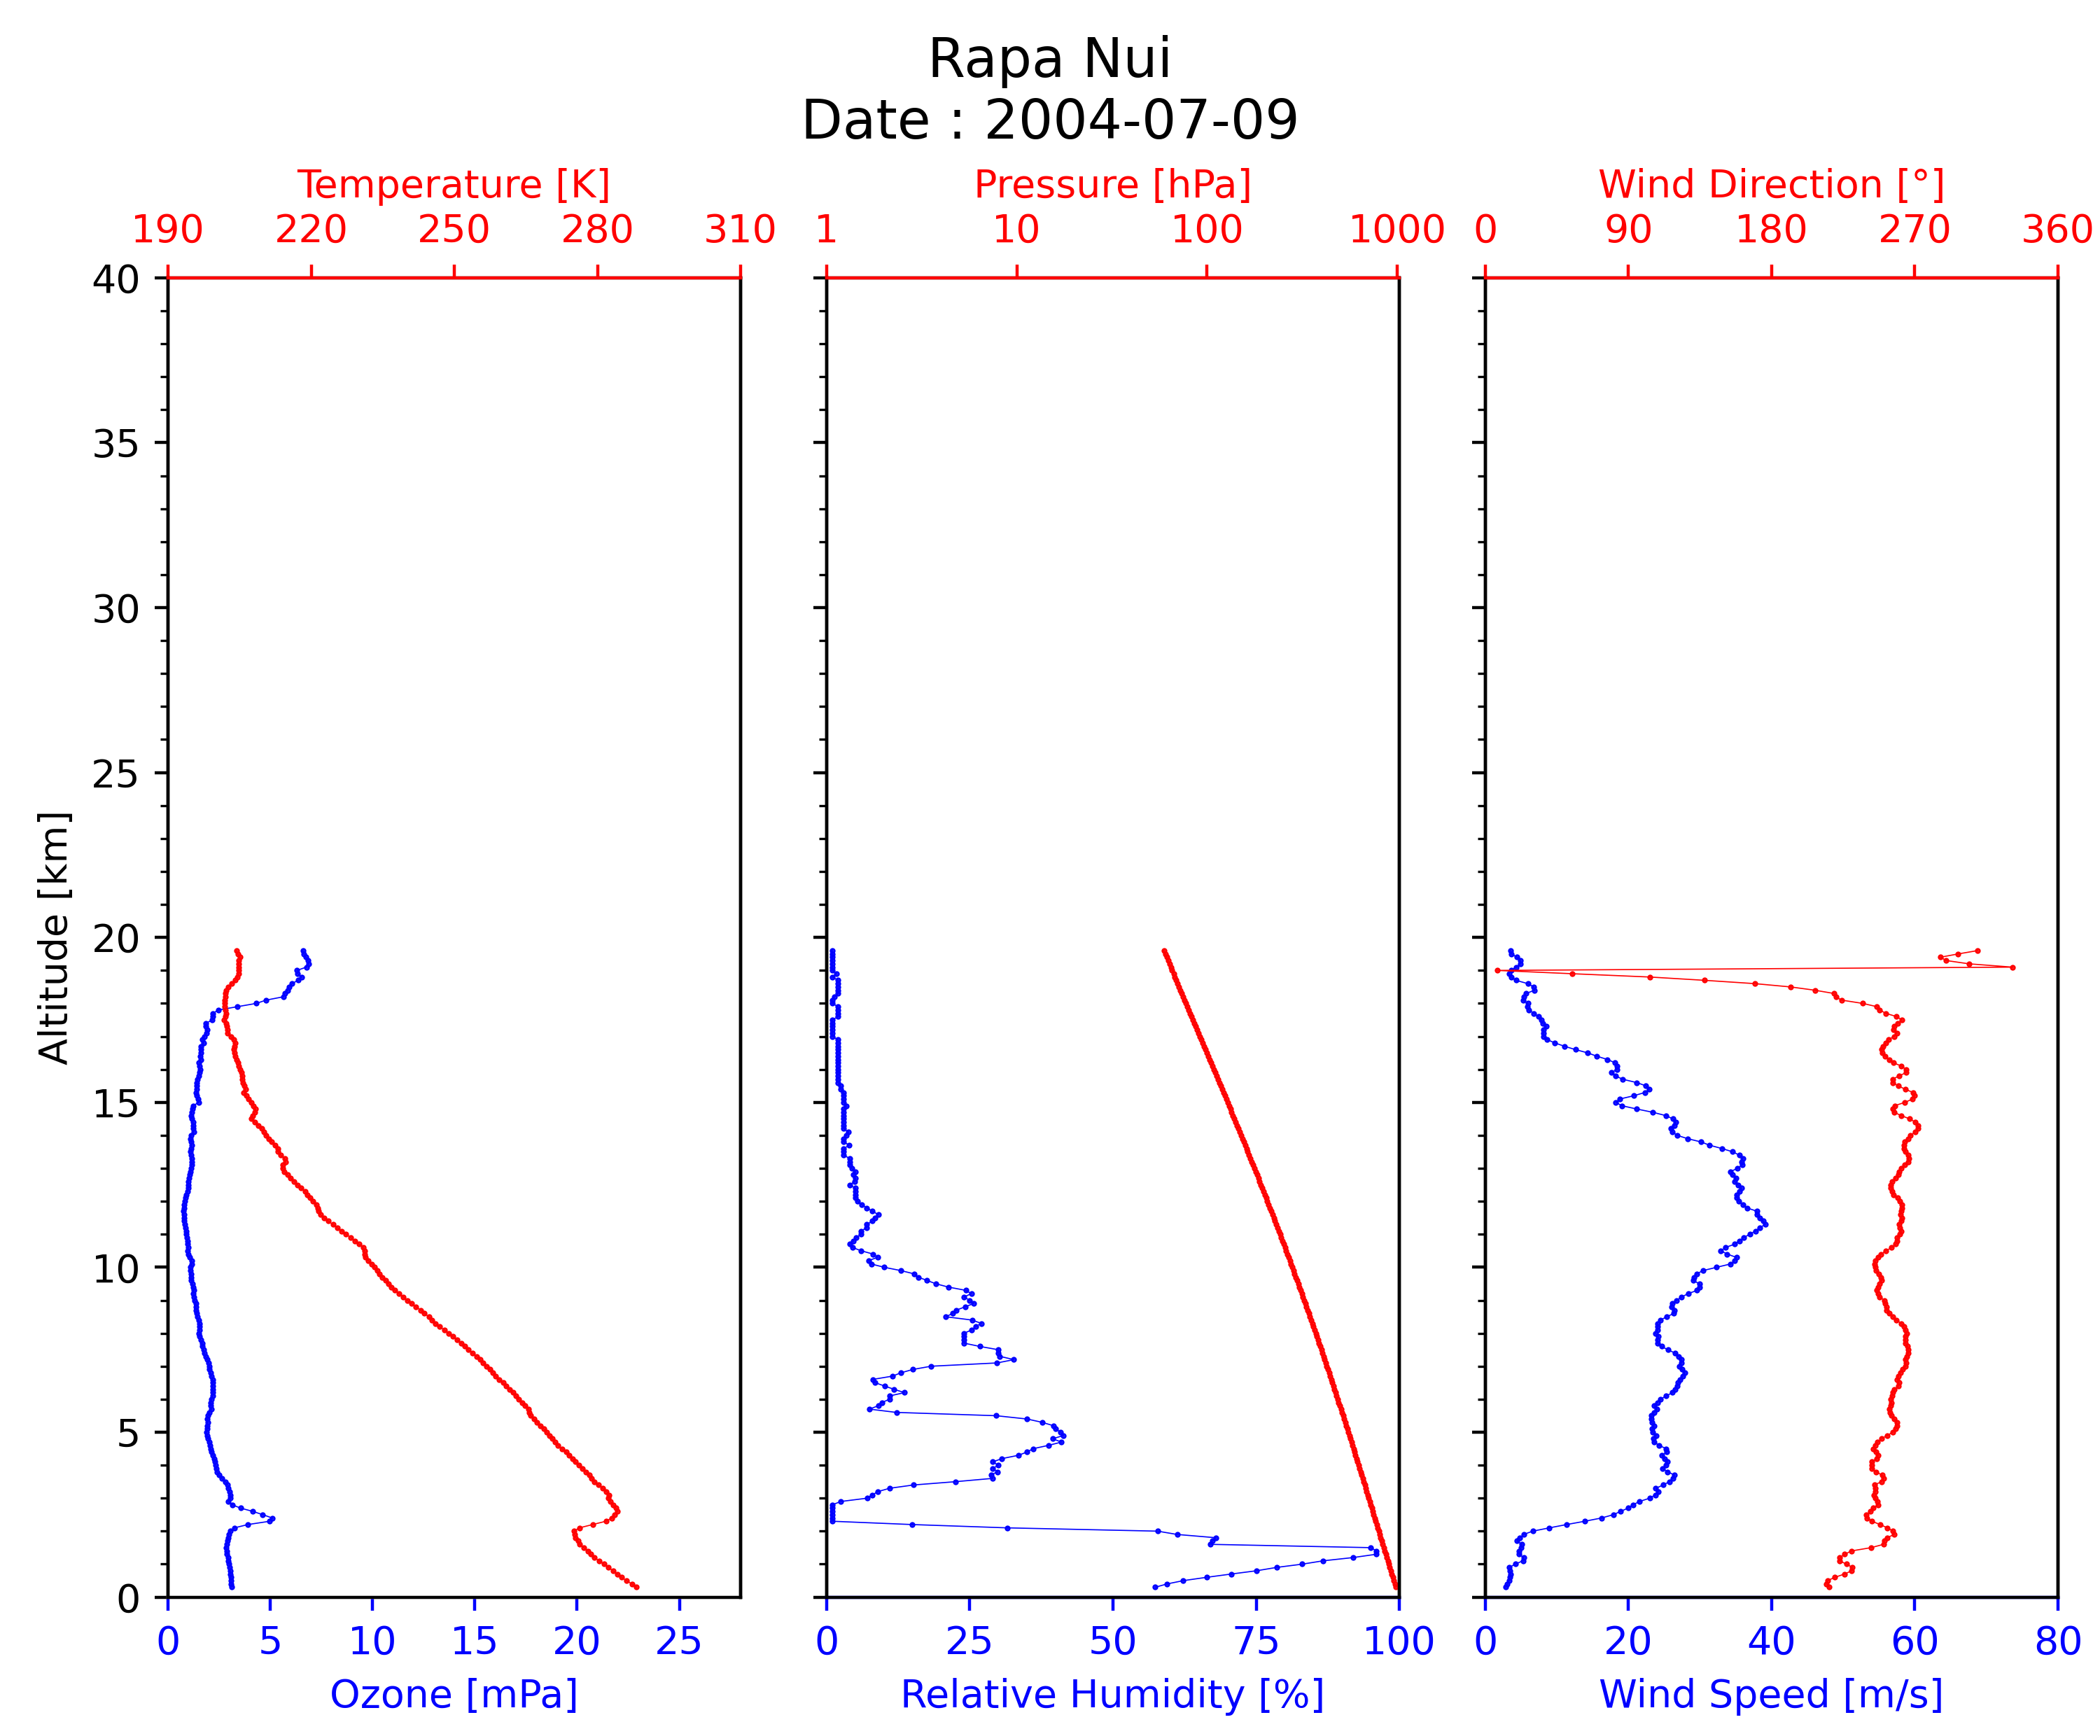 Rapa Nui
Date : 2004-07-09
Temperature [K]
190 220 250 280 310
Pressure [hPa]
1 10 100 1000
Wind Direction [°]
0 90 180 270 360
Altitude [km]
40
35
30
25
20
15
10
5
0
0 5 10 15 20 25
Ozone [mPa]
0 25 50 75 100
Relative Humidity [%]
0 20 40 60 80
Wind Speed [m/s]